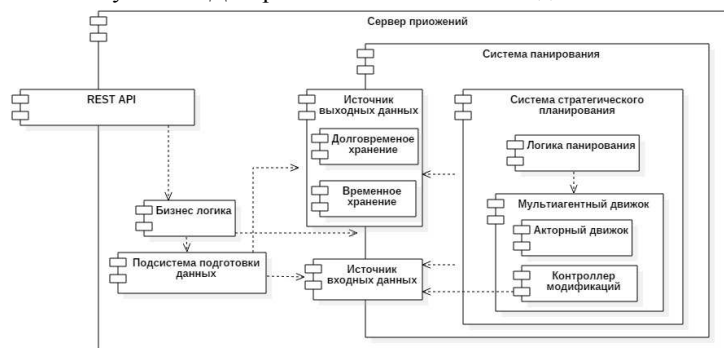 Сервер приожений
Система панирования
REST API
Источник
выходных данных
Долговременое
хранение
Временное
хранение
Система стратегического
планирования
Логика панирования
Мультиагентный движок
Акторный движок
Контроллер
модификаций
Бизнес логика
Подсистема подготовки
данных
Источник
входных данных